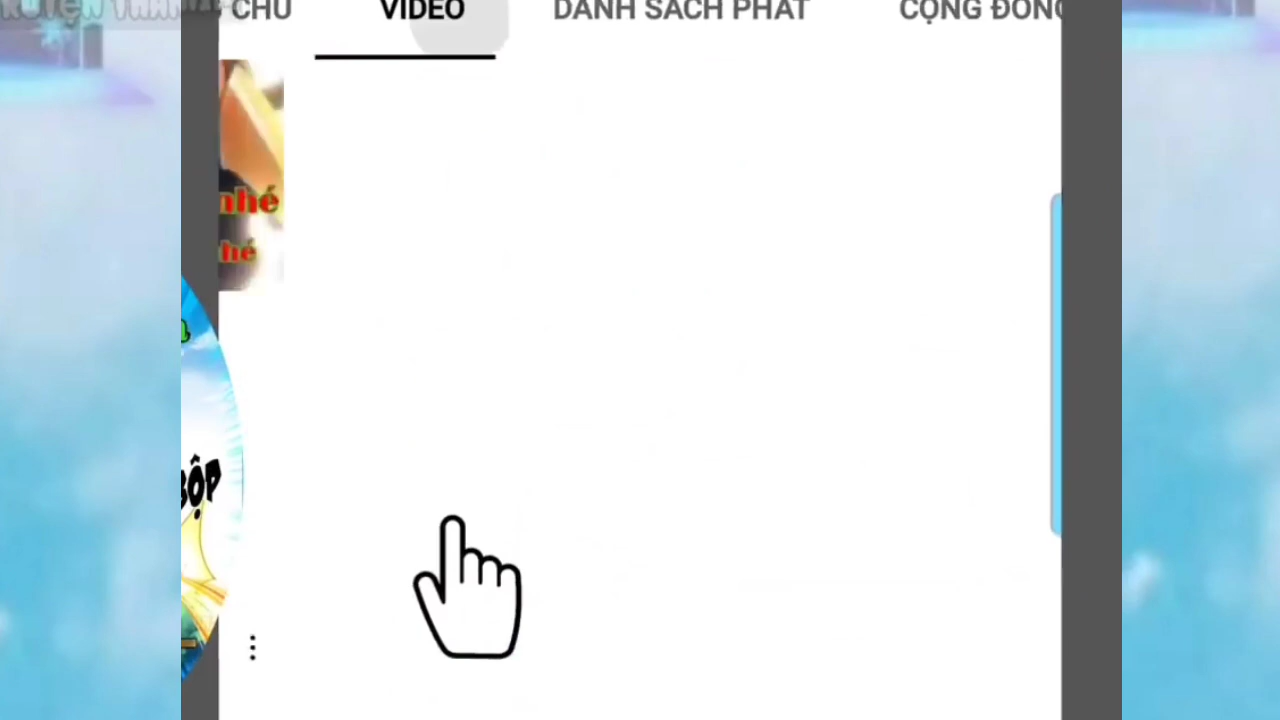 CHỦ
VIDEO
DANH SÁCH PHÁT
CỘNG ĐỒNG
nhé
nhé
BỘP